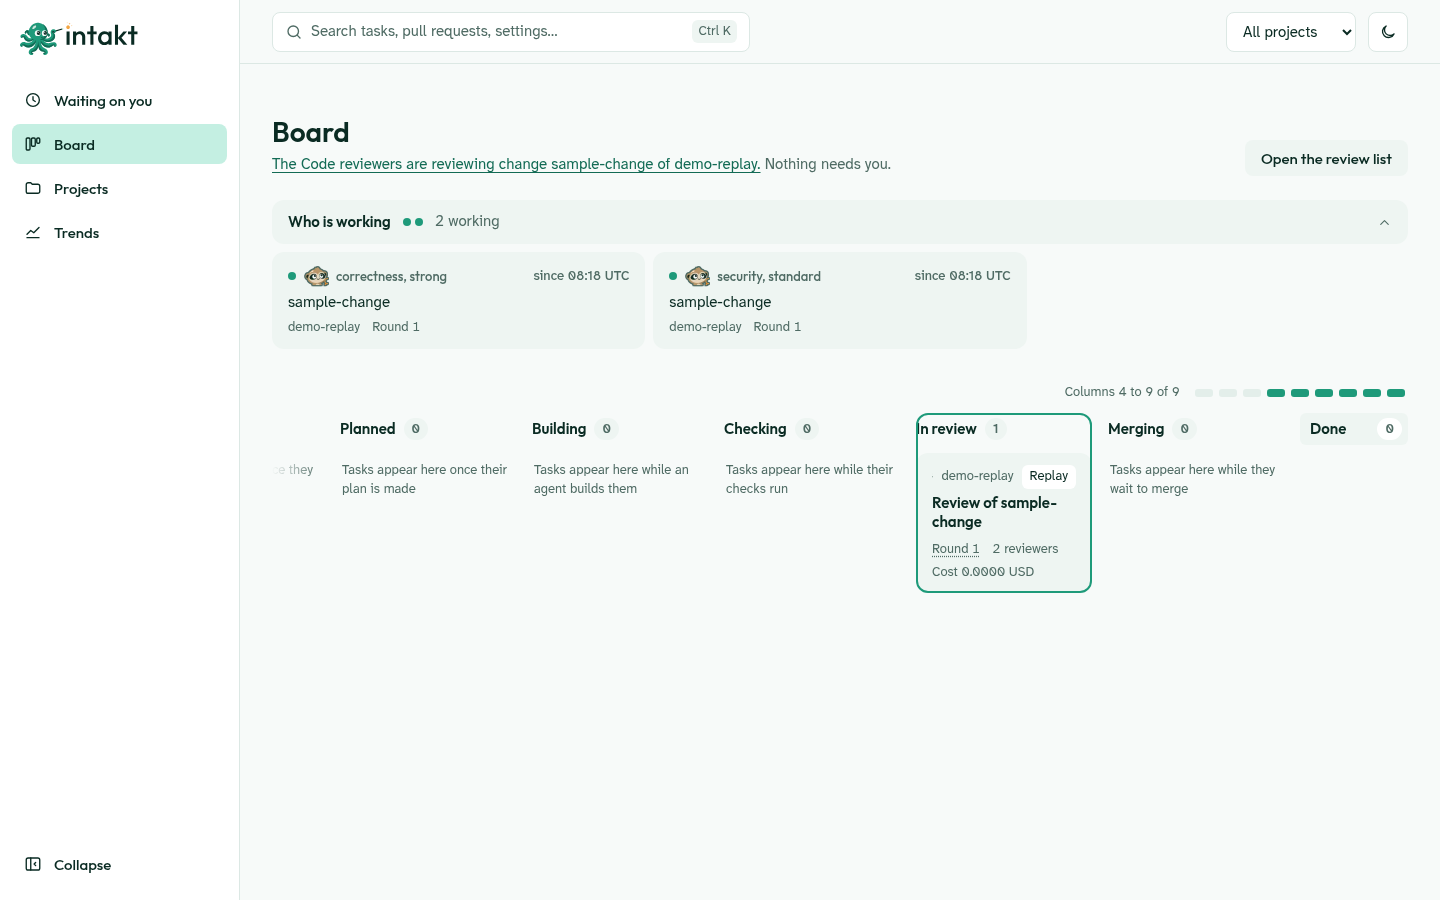 intakt
Search tasks, pull requests, settings...
Ctrl K
All projects
Waiting on you
Board
Projects
Trends
Collapse
Board
The Code reviewers are reviewing change sample-change of demo-replay. Nothing needs you.
Open the review list
Who is working
2 working
correctness, strong
since 08:18 UTC
sample-change
demo-replay Round 1
security, standard
since 08:18 UTC
sample-change
demo-replay Round 1
Columns 4 to 9 of 9
they
Planned 0
Tasks appear here once their
plan is made
Building 0
Tasks appear here while an
agent builds them
Checking 0
Tasks appear here while their
checks run
In review 1
demo-replay Replay
Review of sample-
change
Round 1 2 reviewers
Cost 0.0000 USD
Merging 0
Tasks appear here while they
wait to merge
Done 0